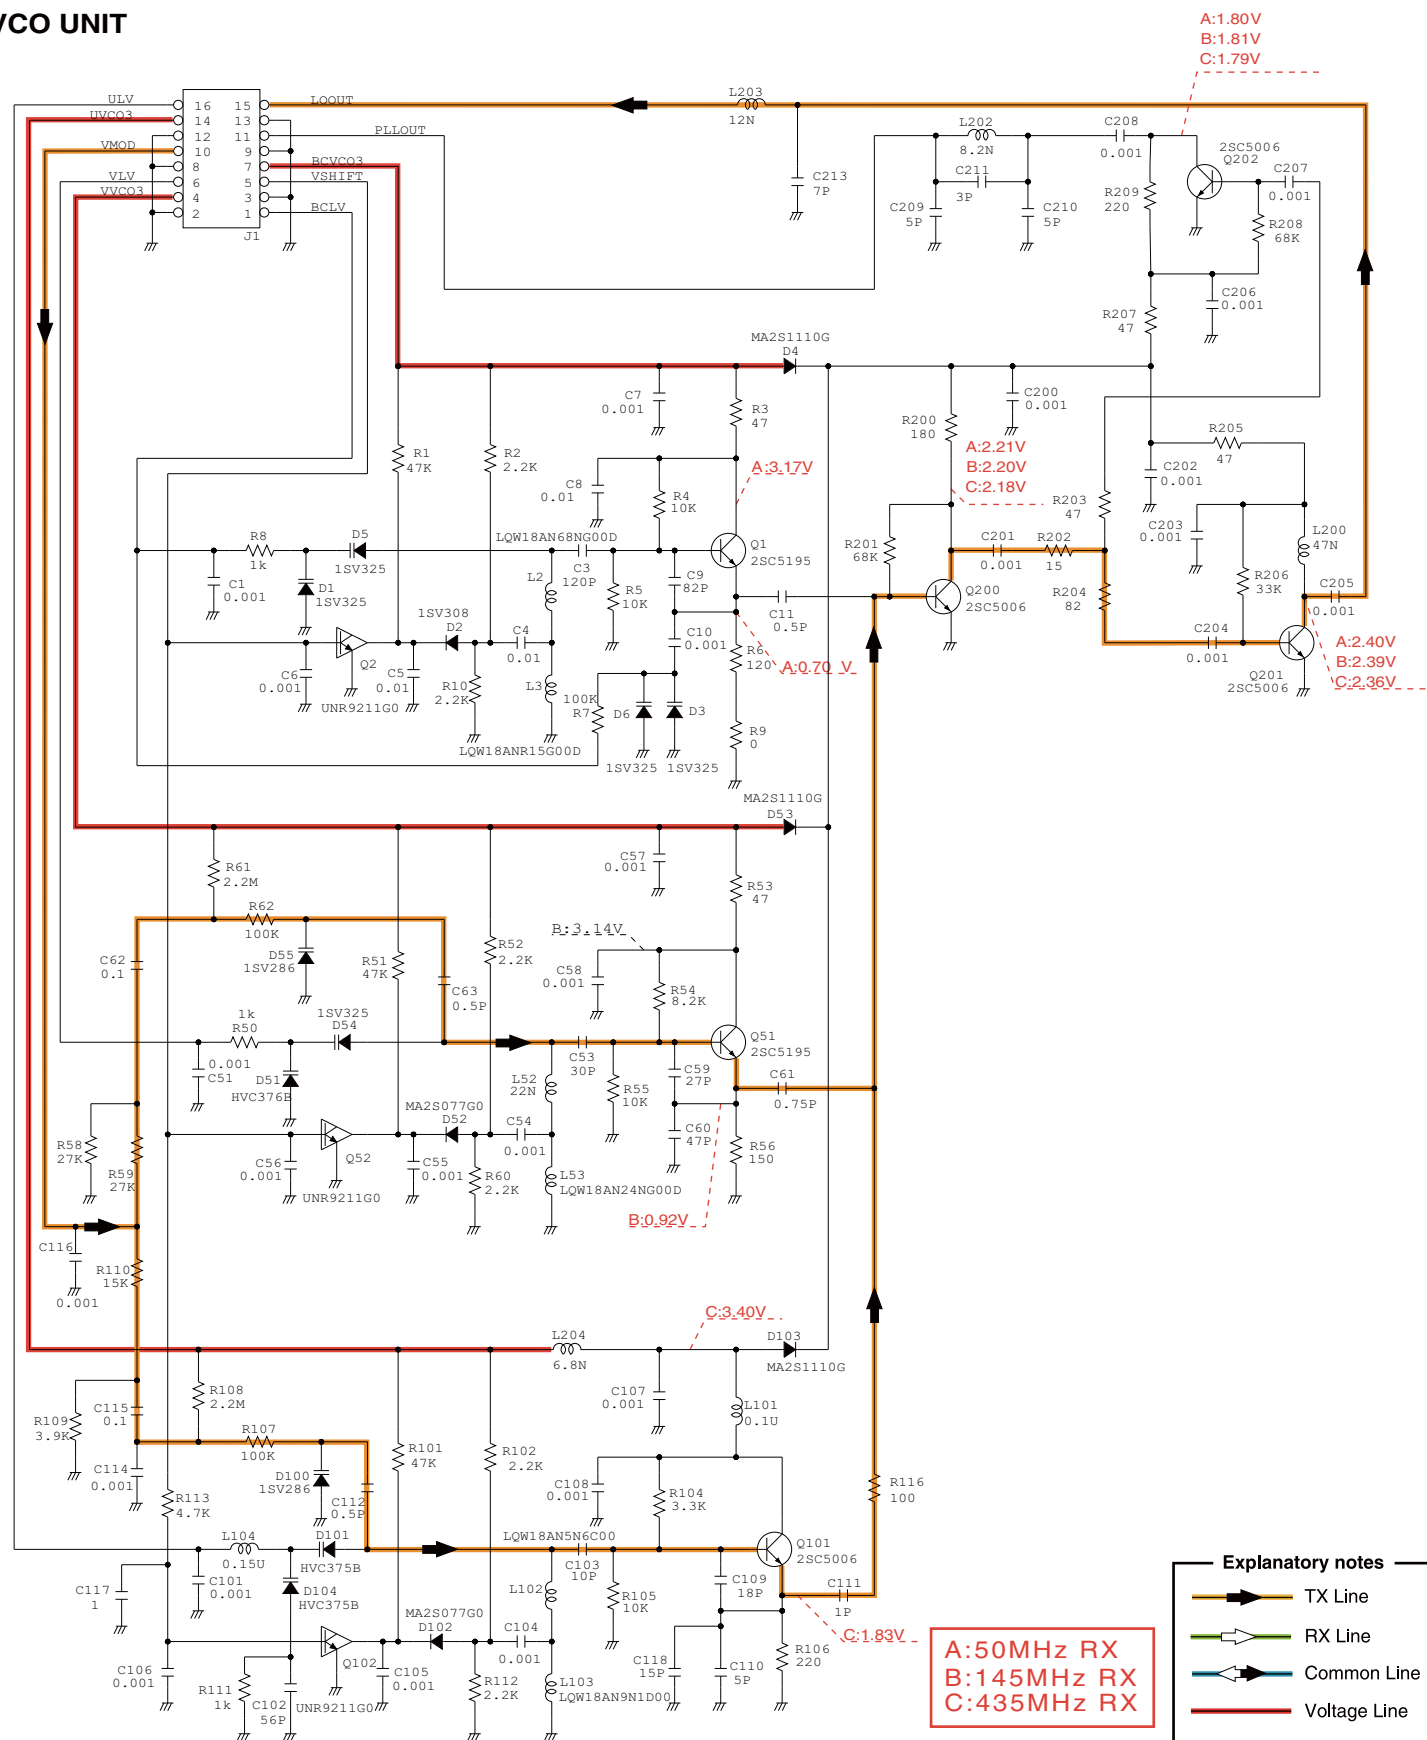 VCO UNIT
A:1.80V
B:1.81V
C:1.79V
ULV
UVCO3
VMOD
VLV
VVCO3
16 15
14 13
12 11
10 9
8 7
6 5
4 3
2 1
J1
LOOUT
PLLOUT
BCVCO3
VSHIFT
BCLV
L203
12N
C213
7P
L202
8.2N
C211
3P
C209
5P
C210
5P
C208
0.001
2SC5006
Q202
C207
0.001
R209
220
R208
68K
C206
0.001
R207
47
MA2S1110G
D4
C7
0.001
R3
47
C200
0.001
R200
180
R205
47
R1
47K
R2
2.2K
A:3.17V
A:2.21V
B:2.20V
C:2.18V
C8
0.01
R4
10K
C202
0.001
R203
47
C203
0.001
L200
47N
R8
1k
D5
1SV325
LQW18AN68NG00D
C3
120P
Q1
2SC5195
R201
68K
C201
0.001
R202
15
C1
0.001
D1
1SV325
L2
R5
10K
C9
82P
R206
33K
C205
0.001
R204
82
1SV308
D2
C4
0.01
C10
0.001
C11
0.5P
Q200
2SC5006
C204
0.001
Q201
2SC5006
A:2.40V
B:2.39V
C:2.36V
R6
120
A:0.70 V
Q2
UNR9211G0
C6
0.001
C5
0.01
R10
2.2K
L3
LQW18ANR15G00D
100K
R7
D6
1SV325
D3
1SV325
R9
0
MA2S1110G
D53
R61
2.2M
C57
0.001
R53
47
R62
100K
B:3.14V
C62
0.1
D55
1SV286
R51
47K
R52
2.2K
C63
0.5P
C58
0.001
R54
8.2K
1k
R50
1SV325
D54
Q51
2SC5195
C53
30P
0.001
C51
D51
HVC376B
L52
22N
R55
10K
C59
27P
C61
0.75P
MA2S077G0
D52
C54
0.001
C60
47P
R56
150
R58
27K
R59
27K
C56
0.001
Q52
UNR9211G0
C55
0.001
R60
2.2K
L53
LQW18AN24NG00D
B:0.92V
C116
0.001
R110
15K
C:3.40V
L204
6.8N
D103
MA2S1110G
R108
2.2M
C107
0.001
L101
0.1U
R109
3.9K
C115
0.1
R107
100K
R101
47K
R102
2.2K
C114
0.001
D100
1SV286
C112
0.5P
C108
0.001
R104
3.3K
R116
100
R113
4.7K
L104
0.15U
D101
HVC375B
LQW18AN5N6C00
C103
10P
Q101
2SC5006
C117
1
C101
0.001
D104
HVC375B
L102
R105
10K
C109
18P
C111
1P
MA2S077G0
D102
C104
0.001
C:1.83V
C106
0.001
R111
1k
C102
56P
Q102
UNR9211G0
C105
0.001
R112
2.2K
L103
LQW18AN9N1D00
C118
15P
C110
5P
R106
220
A:50MHz RX
B:145MHz RX
C:435MHz RX
Explanatory notes
TX Line
RX Line
Common Line
Voltage Line